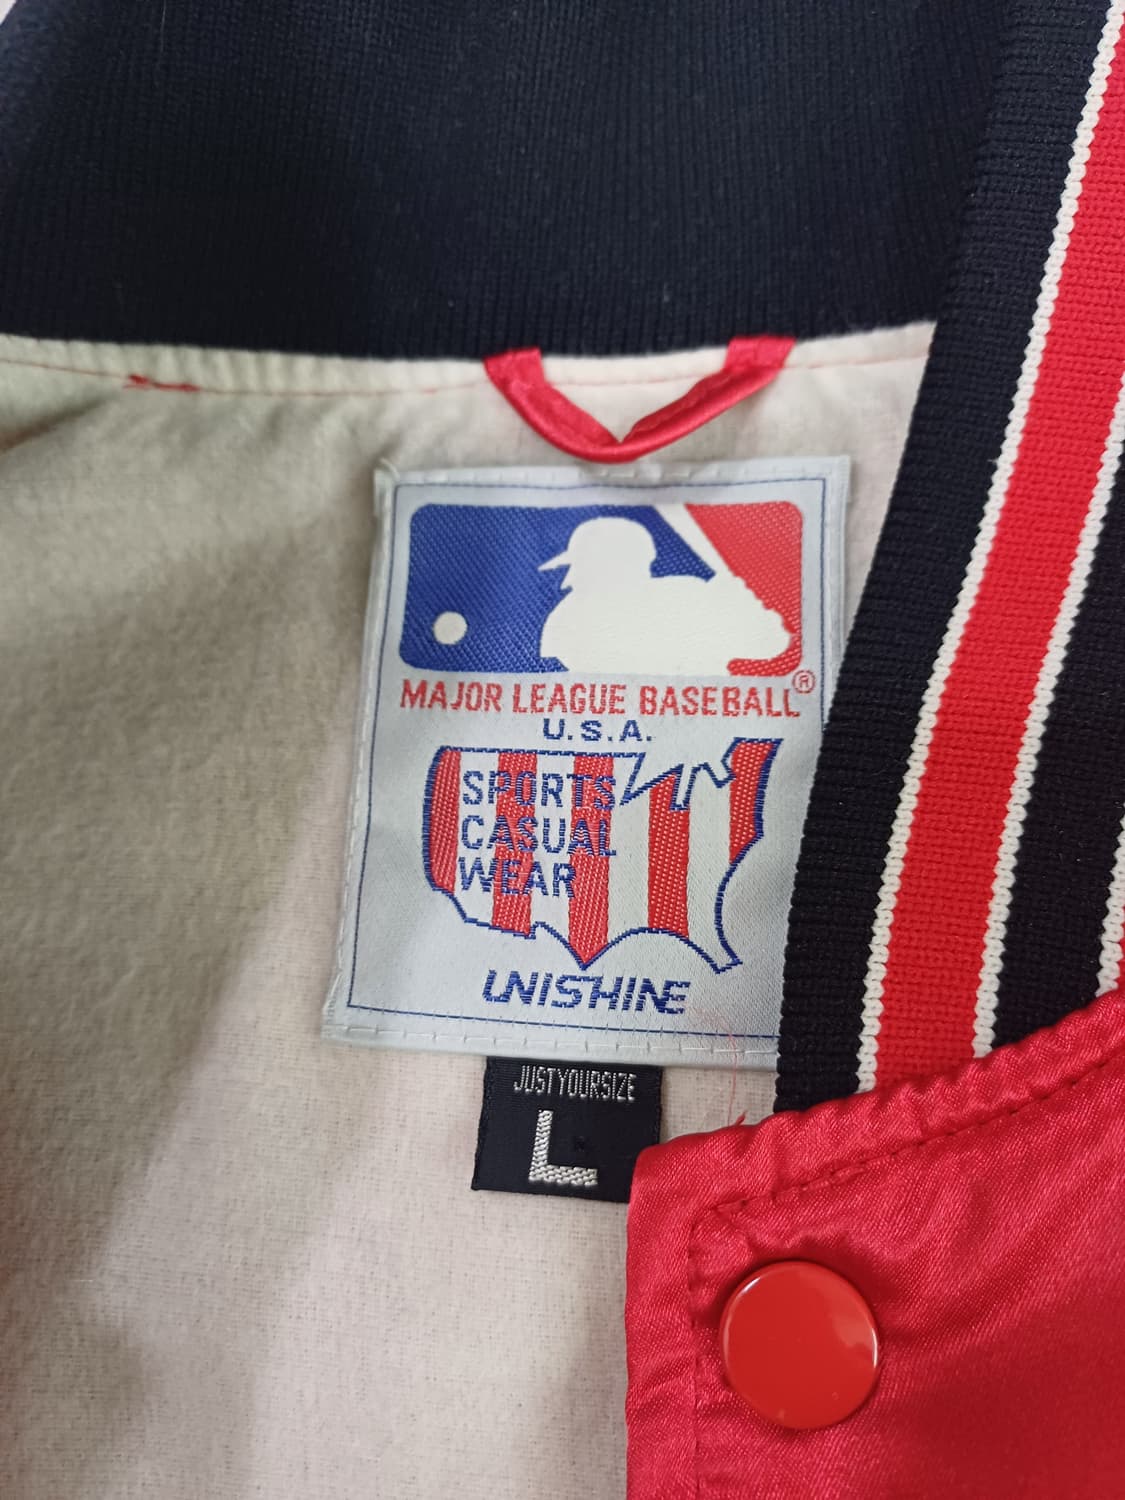 MAJOR LEAGUE BASEBALL®
U.S.A.
SPORTS
CASUAL
WEAR
UNISHINE
JUSTYOURSIZE
L